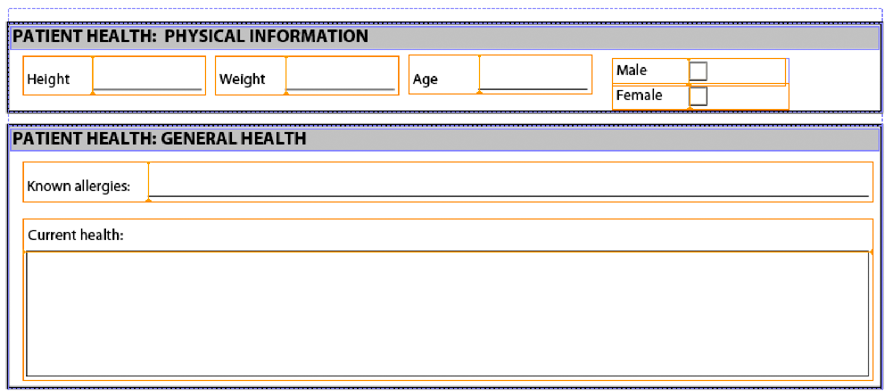 PATIENT HEALTH:  PHYSICAL INFORMATION
Height Weight Age Male
Female
PATIENT HEALTH: GENERAL HEALTH
Known allergies:
Current health: